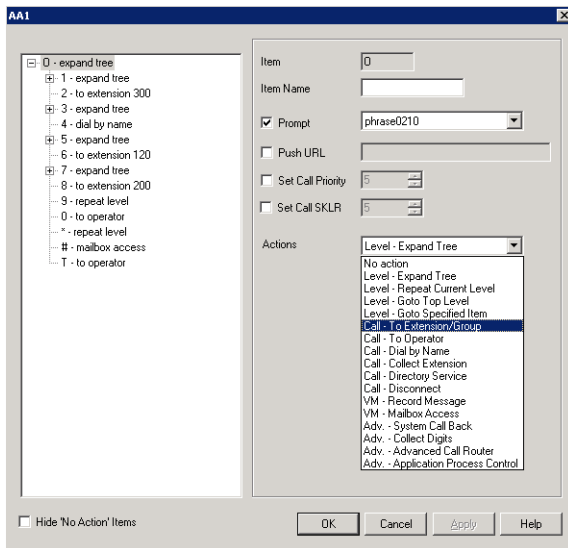 AA1
0 - expand tree
1 - expand tree
2 - to extension 300
3 - expand tree
4 - dial by name
5 - expand tree
6 - to extension 120
7 - expand tree
8 - to extension 200
9 - repeat level
0 - to operator
* - repeat level
# - mailbox access
T - to operator
Hide 'No Action' Items
Item 0
Item Name
Prompt phrase0210
Push URL
Set Call Priority 5
Set Call SKLR 5
Actions Level - Expand Tree
No action
Level - Expand Tree
Level - Repeat Current Level
Level - Goto Top Level
Level - Goto Specified Item
Call - To Extension/Group
Call - To Operator
Call - Dial by Name
Call - Collect Extension
Call - Directory Service
Call - Disconnect
VM - Record Message
VM - Mailbox Access
Adv. - System Call Back
Adv. - Collect Digits
Adv. - Advanced Call Router
Adv. - Application Process Control
OK Cancel Apply Help